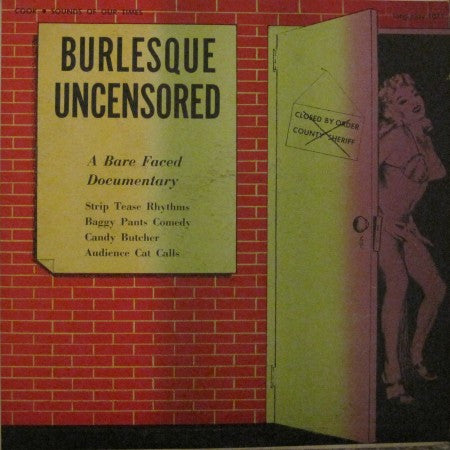 COOK • SOUNDS OF OUR TIMES
BURLESQUE
UNCENSORED
A Bare Faced
Documentary
Strip Tease Rhythms
Baggy Pants Comedy
Candy Butcher
Audience Cat Calls
CLOSED BY ORDER
COUNTY SHERIFF